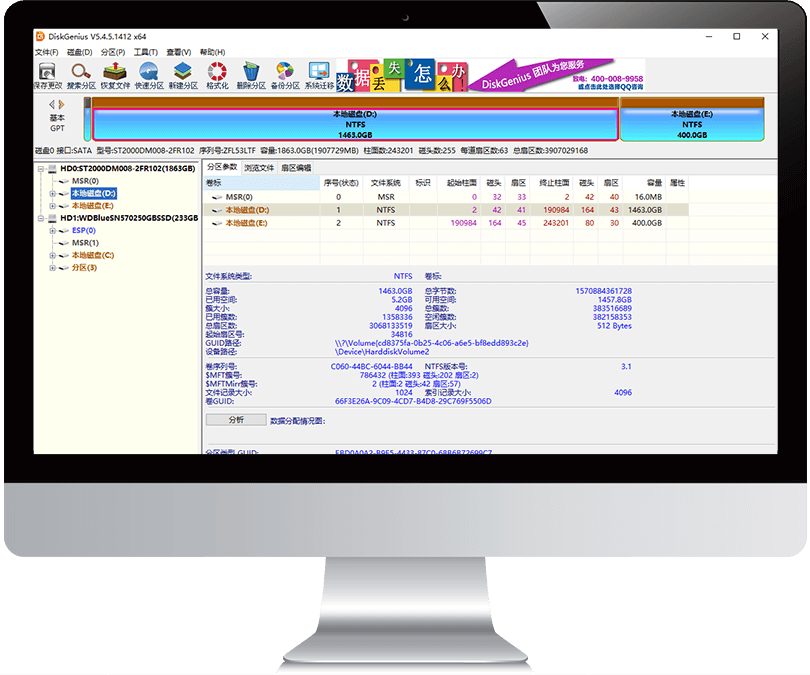 DiskGenius V5.4.5.1412 x64
文件(F) 磁盘(D) 分区(P) 工具(T) 查看(V) 帮助(H)
保存更改 搜索分区 恢复文件 快速分区 新建分区 格式化 删除分区 备份分区 系统迁移
数据丢失怎么办!
DiskGenius 团队为您服务
致电: 400-008-9958
或点击此处选择QQ咨询
基本
GPT
本地磁盘(D:)
NTFS
1463.0GB
本地磁盘(E:)
NTFS
400.0GB
磁盘0 接口:SATA 型号:ST2000DM008-2FR102 序列号:ZFL53LTF 容量:1863.0GB(1907729MB) 柱面数:243201 磁头数:255 每道扇区数:63 总扇区数:3907029168
HD0:ST2000DM008-2FR102(1863GB)
MSR(0)
本地磁盘(D:)
本地磁盘(E:)
HD1:WDBlueSN570250GBSSD(233GB
ESP(0)
MSR(1)
本地磁盘(C:)
分区(3)
分区参数 浏览文件 扇区编辑
卷标 序号(状态) 文件系统 标识 起始柱面 磁头 扇区 终止柱面 磁头 扇区 容量 属性
MSR(0) 0 MSR 0 32 33 2 42 40 16.0MB
本地磁盘(D:) 1 NTFS 2 42 41 190984 164 43 1463.0GB
本地磁盘(E:) 2 NTFS 190984 164 45 243201 80 30 400.0GB
文件系统类型: NTFS 卷标:
总容量: 1463.0GB 总字节数: 1570884361728
已用空间: 5.2GB 可用空间: 1457.8GB
簇大小: 4096 总簇数: 383516689
已用簇数: 1358336 空闲簇数: 382158353
总扇区数: 3068133519 扇区大小: 512 Bytes
起始扇区号: 34816
GUID路径: \\?\Volume{cd8375fa-0b25-4c06-a6e5-bf8edd893c2e}
设备路径: \Device\HarddiskVolume2
卷序列号: C060-44BC-6044-BB44 NTFS版本号: 3.1
$MFT簇号: 786432 (柱面:393 磁头:202 扇区:2)
$MFTMirr簇号: 2 (柱面:2 磁头:42 扇区:57)
文件记录大小: 1024 索引记录大小: 4096
卷GUID: 66F3E26A-9C09-4CD7-B4D8-29C769F5506D
分析 数据分配情况图:
分区类型 GUID: EBD0A0A2-B9E5-4433-87C0-68B6B72699C7